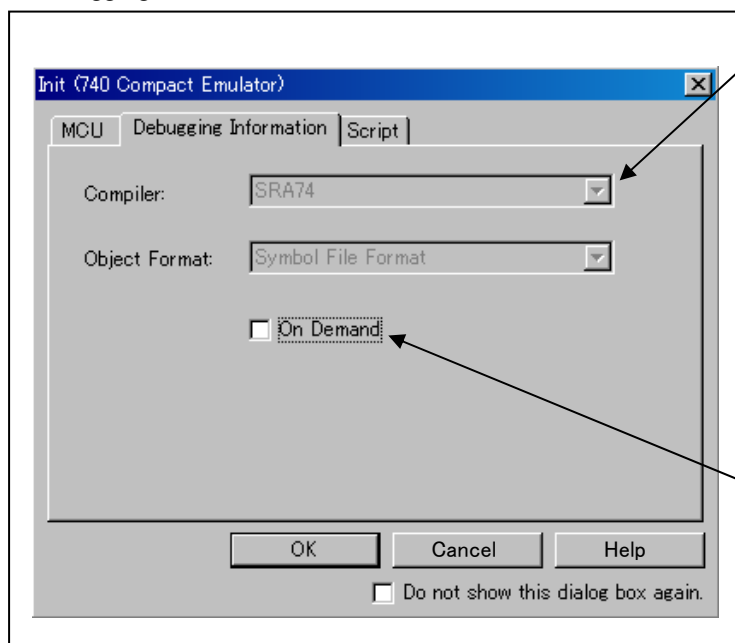 Init (740 Compact Emulator)
MCU Debugging Information Script
Compiler: SRA74
Object Format: Symbol File Format
On Demand
OK Cancel Help
Do not show this dialog box again.